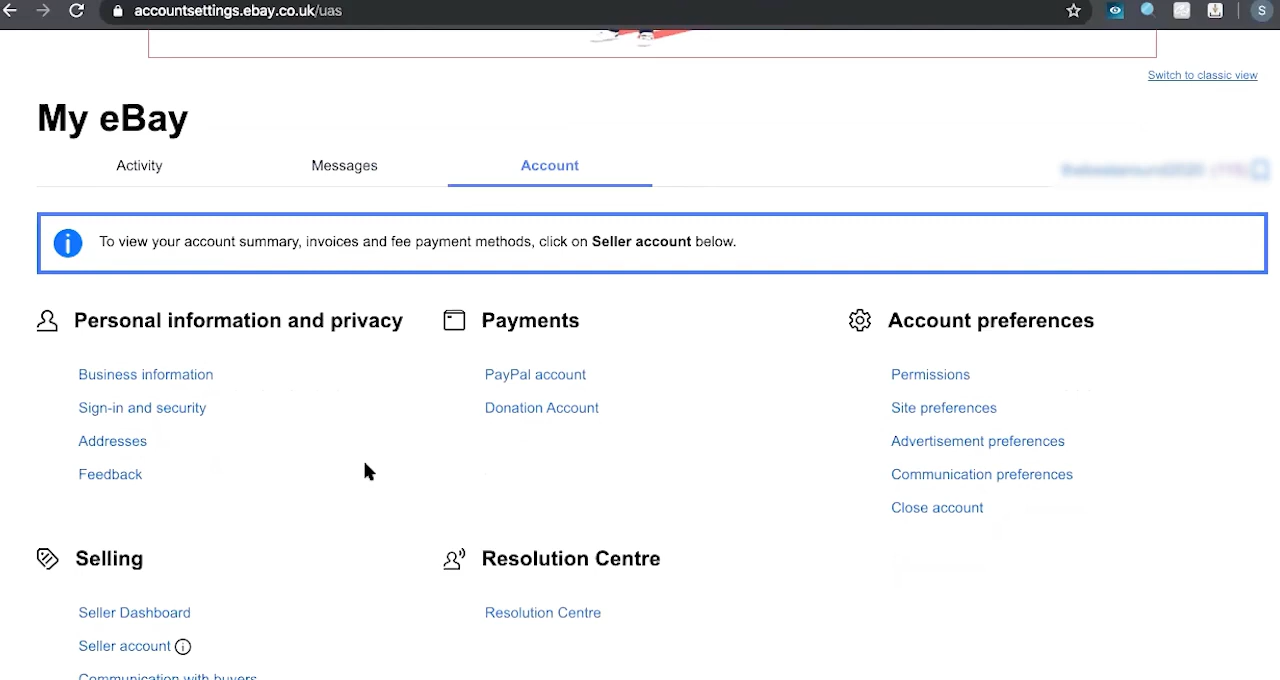 accountsettings.ebay.co.uk/uas
S
Switch to classic view
My eBay
Activity
Messages
Account
To view your account summary, invoices and fee payment methods, click on Seller account below.
Personal information and privacy
Business information
Sign-in and security
Addresses
Feedback
Payments
PayPal account
Donation Account
Account preferences
Permissions
Site preferences
Advertisement preferences
Communication preferences
Close account
Selling
Seller Dashboard
Seller account
Communication with buyers
Resolution Centre
Resolution Centre